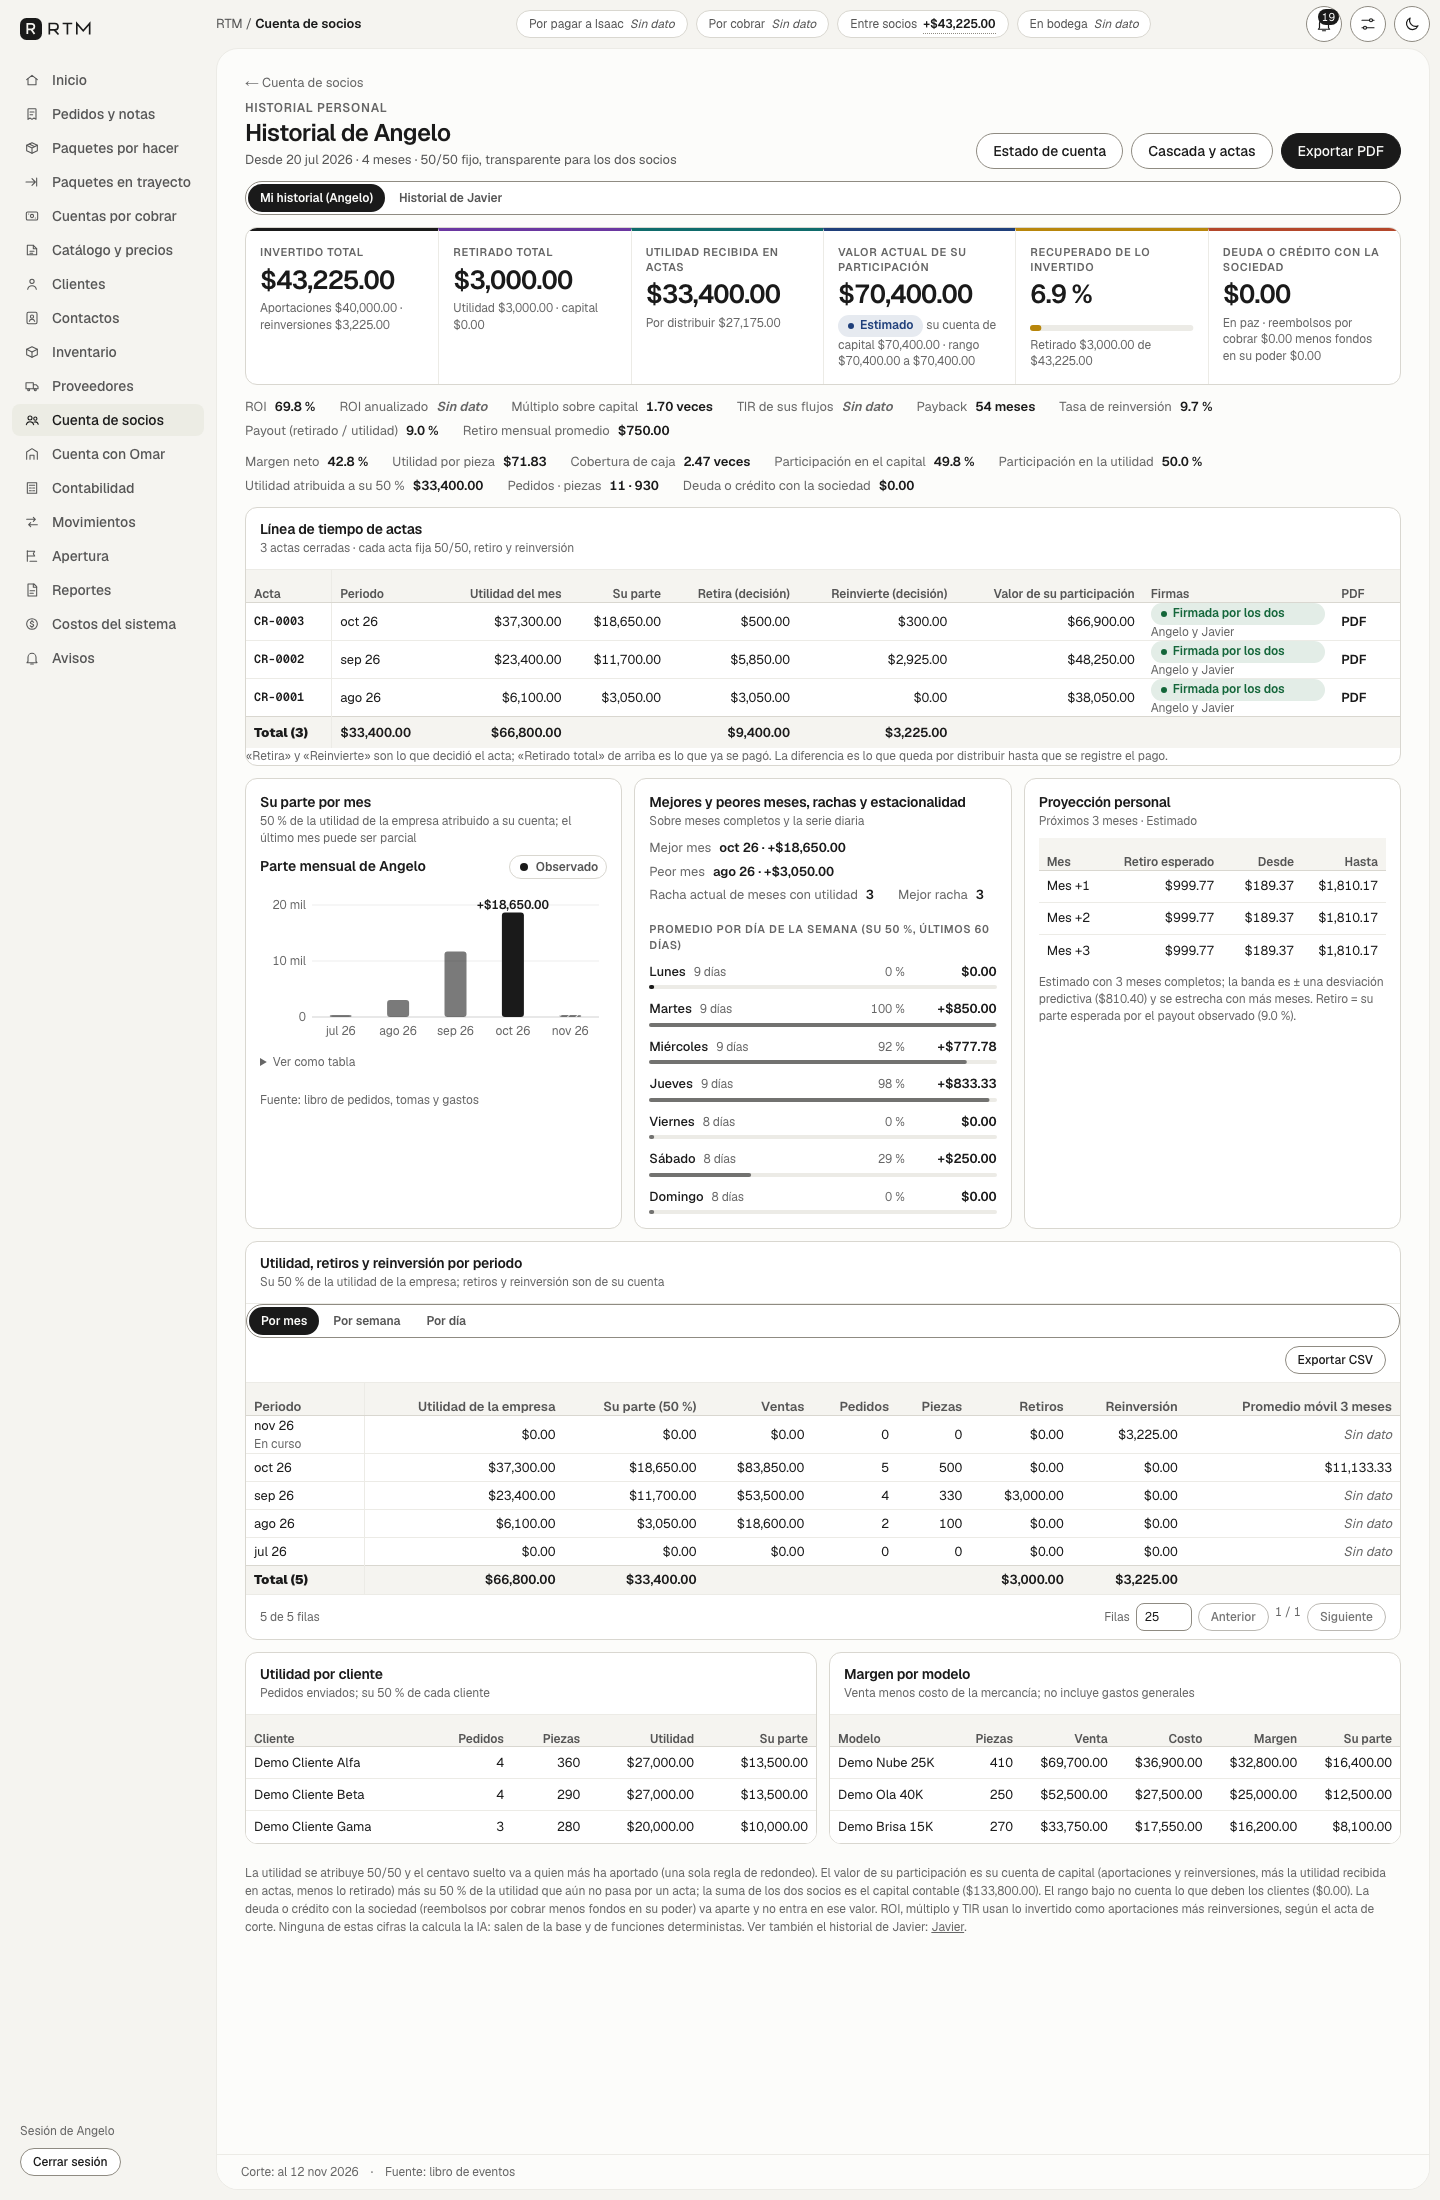 R RTM
RTM / Cuenta de socios
Por pagar a Isaac Sin dato
Por cobrar Sin dato
Entre socios +$43,225.00
En bodega Sin dato
19
Inicio
Pedidos y notas
Paquetes por hacer
Paquetes en trayecto
Cuentas por cobrar
Catálogo y precios
Clientes
Contactos
Inventario
Proveedores
Cuenta de socios
Cuenta con Omar
Contabilidad
Movimientos
Apertura
Reportes
Costos del sistema
Avisos
Sesión de Angelo
Cerrar sesión
← Cuenta de socios
HISTORIAL PERSONAL
Historial de Angelo
Desde 20 jul 2026 · 4 meses · 50/50 fijo, transparente para los dos socios
Estado de cuenta
Cascada y actas
Exportar PDF
Mi historial (Angelo) Historial de Javier
INVERTIDO TOTAL
$43,225.00
Aportaciones $40,000.00 ·
reinversiones $3,225.00
RETIRADO TOTAL
$3,000.00
Utilidad $3,000.00 · capital
$0.00
UTILIDAD RECIBIDA EN
ACTAS
$33,400.00
Por distribuir $27,175.00
VALOR ACTUAL DE SU
PARTICIPACIÓN
$70,400.00
Estimado su cuenta de
capital $70,400.00 · rango
$70,400.00 a $70,400.00
RECUPERADO DE LO
INVERTIDO
6.9 %
Retirado $3,000.00 de
$43,225.00
DEUDA O CRÉDITO CON LA
SOCIEDAD
$0.00
En paz · reembolsos por
cobrar $0.00 menos fondos
en su poder $0.00
ROI 69.8 % ROI anualizado Sin dato Múltiplo sobre capital 1.70 veces TIR de sus flujos Sin dato Payback 54 meses Tasa de reinversión 9.7 %
Payout (retirado / utilidad) 9.0 % Retiro mensual promedio $750.00
Margen neto 42.8 % Utilidad por pieza $71.83 Cobertura de caja 2.47 veces Participación en el capital 49.8 % Participación en la utilidad 50.0 %
Utilidad atribuida a su 50 % $33,400.00 Pedidos · piezas 11 · 930 Deuda o crédito con la sociedad $0.00
Línea de tiempo de actas
3 actas cerradas · cada acta fija 50/50, retiro y reinversión
Acta Periodo Utilidad del mes Su parte Retira (decisión) Reinvierte (decisión) Valor de su participación Firmas PDF
CR-0003 oct 26 $37,300.00 $18,650.00 $500.00 $300.00 $66,900.00 Firmada por los dos PDF
Angelo y Javier
CR-0002 sep 26 $23,400.00 $11,700.00 $5,850.00 $2,925.00 $48,250.00 Firmada por los dos PDF
Angelo y Javier
CR-0001 ago 26 $6,100.00 $3,050.00 $3,050.00 $0.00 $38,050.00 Firmada por los dos PDF
Angelo y Javier
Total (3) $33,400.00 $66,800.00 $9,400.00 $3,225.00
«Retira» y «Reinvierte» son lo que decidió el acta; «Retirado total» de arriba es lo que ya se pagó. La diferencia es lo que queda por distribuir hasta que se registre el pago.
Su parte por mes
50 % de la utilidad de la empresa atribuido a su cuenta; el
último mes puede ser parcial
Parte mensual de Angelo
Observado
20 mil
10 mil
0
+$18,650.00
jul 26 ago 26 sep 26 oct 26 nov 26
▶ Ver como tabla
Fuente: libro de pedidos, tomas y gastos
Mejores y peores meses, rachas y estacionalidad
Sobre meses completos y la serie diaria
Mejor mes oct 26 · +$18,650.00
Peor mes ago 26 · +$3,050.00
Racha actual de meses con utilidad 3 Mejor racha 3
PROMEDIO POR DÍA DE LA SEMANA (SU 50 %, ÚLTIMOS 60
DÍAS)
Lunes 9 días 0 % $0.00
Martes 9 días 100 % +$850.00
Miércoles 9 días 92 % +$777.78
Jueves 9 días 98 % +$833.33
Viernes 8 días 0 % $0.00
Sábado 8 días 29 % +$250.00
Domingo 8 días 0 % $0.00
Proyección personal
Próximos 3 meses · Estimado
Mes Retiro esperado Desde Hasta
Mes +1 $999.77 $189.37 $1,810.17
Mes +2 $999.77 $189.37 $1,810.17
Mes +3 $999.77 $189.37 $1,810.17
Estimado con 3 meses completos; la banda es ± una desviación
predictiva ($810.40) y se estrecha con más meses. Retiro = su
parte esperada por el payout observado (9.0 %).
Utilidad, retiros y reinversión por periodo
Su 50 % de la utilidad de la empresa; retiros y reinversión son de su cuenta
Por mes Por semana Por día
Exportar CSV
Periodo Utilidad de la empresa Su parte (50 %) Ventas Pedidos Piezas Retiros Reinversión Promedio móvil 3 meses
nov 26 $0.00 $0.00 $0.00 0 0 $0.00 $3,225.00 Sin dato
En curso
oct 26 $37,300.00 $18,650.00 $83,850.00 5 500 $0.00 $0.00 $11,133.33
sep 26 $23,400.00 $11,700.00 $53,500.00 4 330 $3,000.00 $0.00 Sin dato
ago 26 $6,100.00 $3,050.00 $18,600.00 2 100 $0.00 $0.00 Sin dato
jul 26 $0.00 $0.00 $0.00 0 0 $0.00 $0.00 Sin dato
Total (5) $66,800.00 $33,400.00 $3,000.00 $3,225.00
5 de 5 filas
Filas 25 Anterior 1 / 1 Siguiente
Utilidad por cliente
Pedidos enviados; su 50 % de cada cliente
Cliente Pedidos Piezas Utilidad Su parte
Demo Cliente Alfa 4 360 $27,000.00 $13,500.00
Demo Cliente Beta 4 290 $27,000.00 $13,500.00
Demo Cliente Gama 3 280 $20,000.00 $10,000.00
Margen por modelo
Venta menos costo de la mercancía; no incluye gastos generales
Modelo Piezas Venta Costo Margen Su parte
Demo Nube 25K 410 $69,700.00 $36,900.00 $32,800.00 $16,400.00
Demo Ola 40K 250 $52,500.00 $27,500.00 $25,000.00 $12,500.00
Demo Brisa 15K 270 $33,750.00 $17,550.00 $16,200.00 $8,100.00
La utilidad se atribuye 50/50 y el centavo suelto va a quien más ha aportado (una sola regla de redondeo). El valor de su participación es su cuenta de capital (aportaciones y reinversiones, más la utilidad recibida
en actas, menos lo retirado) más su 50 % de la utilidad que aún no pasa por un acta; la suma de los dos socios es el capital contable ($133,800.00). El rango bajo no cuenta lo que deben los clientes ($0.00). La
deuda o crédito con la sociedad (reembolsos por cobrar menos fondos en su poder) va aparte y no entra en ese valor. ROI, múltiplo y TIR usan lo invertido como aportaciones más reinversiones, según el acta de
corte. Ninguna de estas cifras la calcula la IA: salen de la base y de funciones deterministas. Ver también el historial de Javier: Javier.
Corte: al 12 nov 2026 · Fuente: libro de eventos